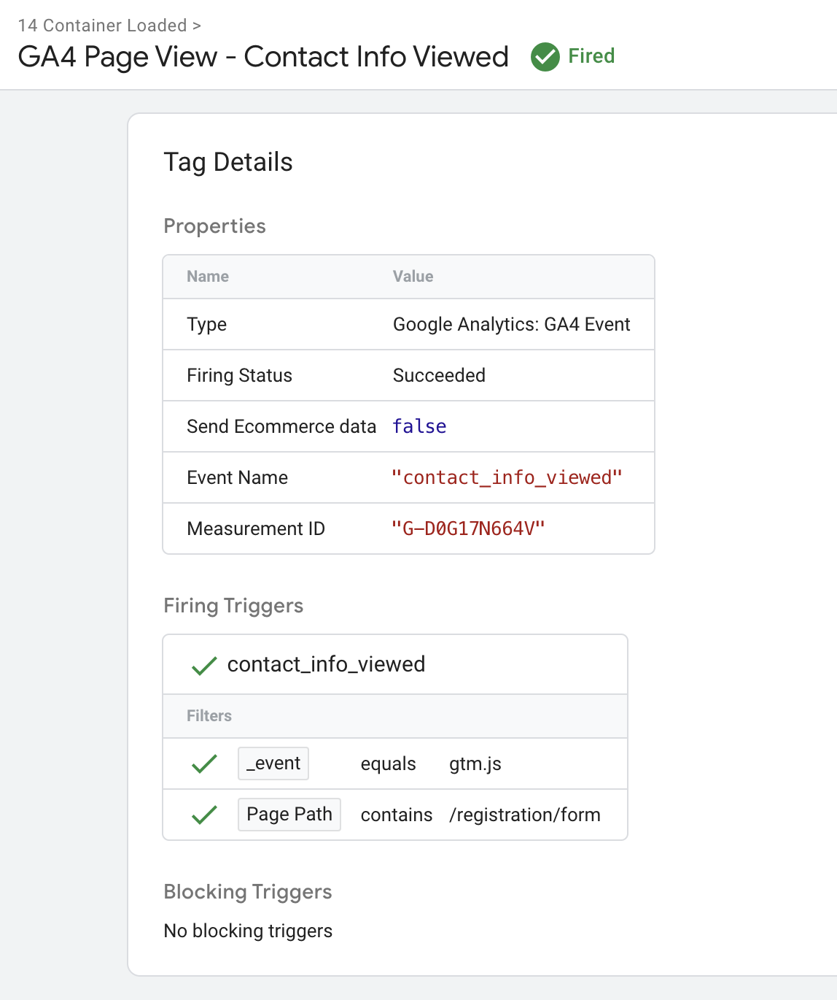 14 Container Loaded >
GA4 Page View - Contact Info Viewed Fired
Tag Details
Properties
Name Value
Type Google Analytics: GA4 Event
Firing Status Succeeded
Send Ecommerce data false
Event Name "contact_info_viewed"
Measurement ID "G-D0G17N664V"
Firing Triggers
contact_info_viewed
Filters
_event equals gtm.js
Page Path contains /registration/form
Blocking Triggers
No blocking triggers